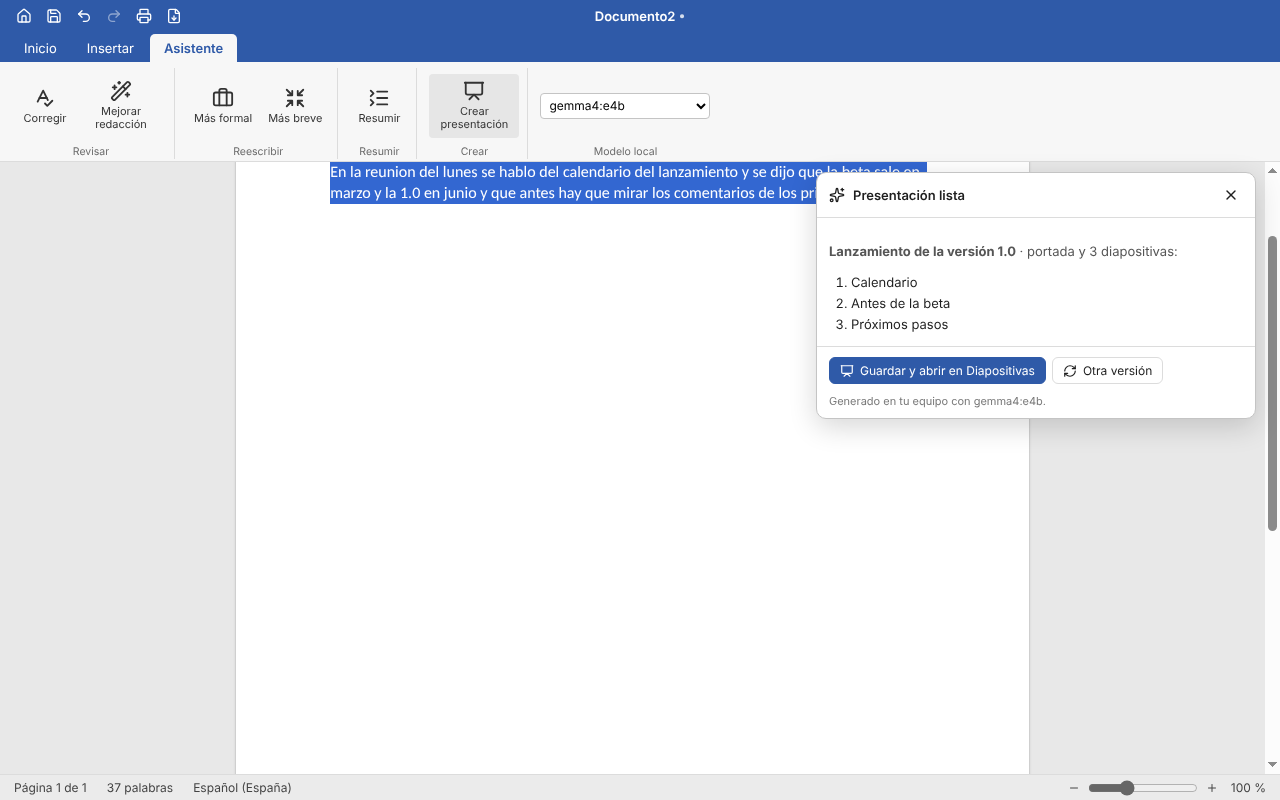 Documento2 •
Inicio
Insertar
Asistente
Corregir
Mejorar redacción
Revisar
Más formal
Más breve
Reescribir
Resumir
Resumir
Crear presentación
Crear
gemma4:e4b
Modelo local
En la reunion del lunes se hablo del calendario del lanzamiento y se dijo que la beta sale en
marzo y la 1.0 en junio y que antes hay que mirar los comentarios de los
Presentación lista
Lanzamiento de la versión 1.0 · portada y 3 diapositivas:
1. Calendario
2. Antes de la beta
3. Próximos pasos
Guardar y abrir en Diapositivas
Otra versión
Generado en tu equipo con gemma4:e4b.
Página 1 de 1
37 palabras
Español (España)
100 %